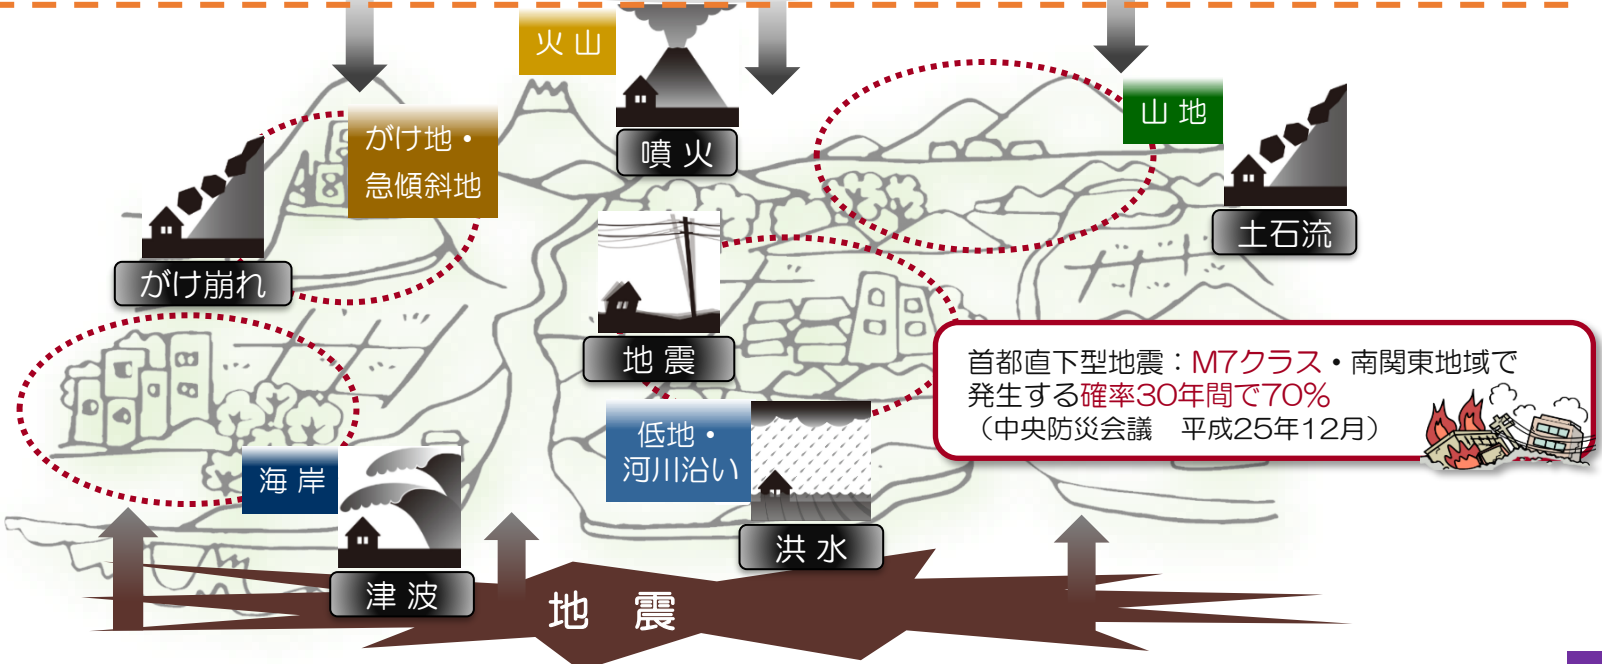 火山
噴火
山地
土石流
がけ地・
急傾斜地
がけ崩れ
地震
首都直下型地震：M7クラス・南関東地域で
発生する確率30年間で70%
（中央防災会議　平成25年12月）
低地・
河川沿い
洪水
海岸
津波
地　震